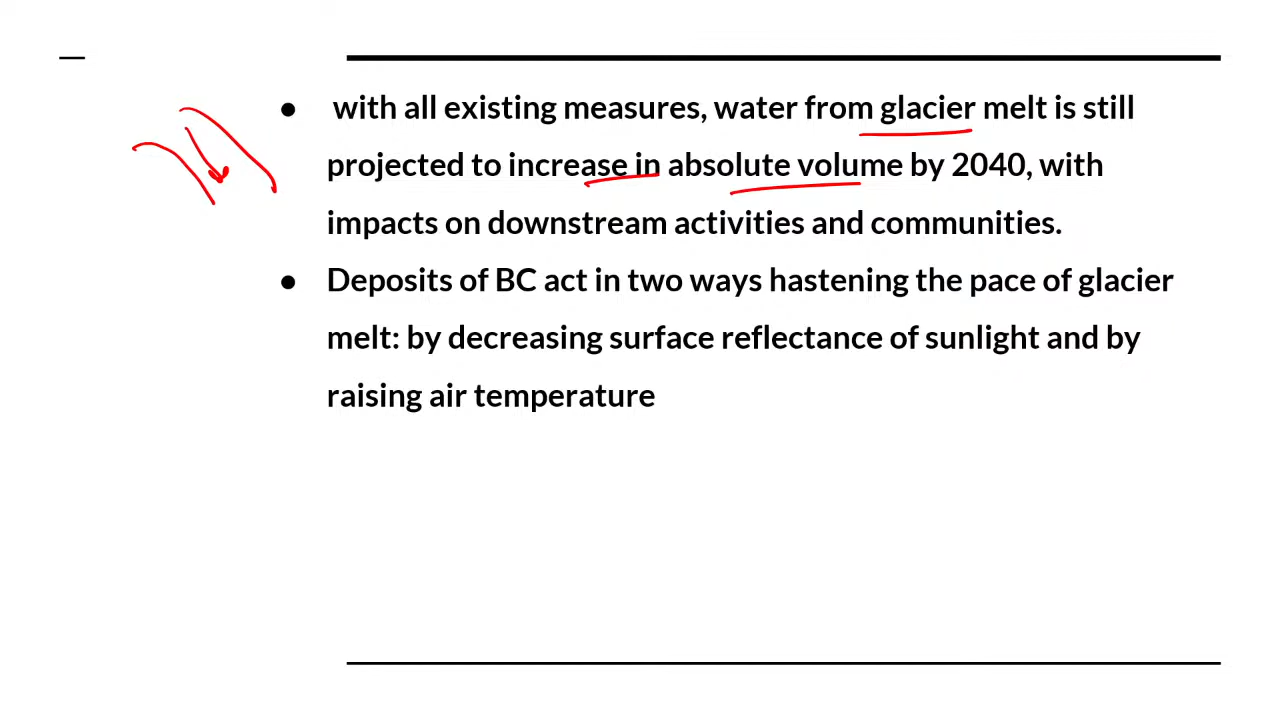 ● with all existing measures, water from glacier melt is still
projected to increase in absolute volume by 2040, with
impacts on downstream activities and communities.
● Deposits of BC act in two ways hastening the pace of glacier
melt: by decreasing surface reflectance of sunlight and by
raising air temperature